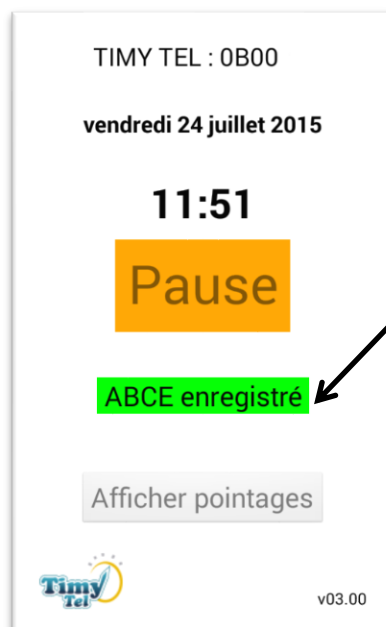 TIMY TEL : 0B00
vendredi 24 juillet 2015
11:51
Pause
ABCE enregistré
Afficher pointages
Timy
Tel
v03.00